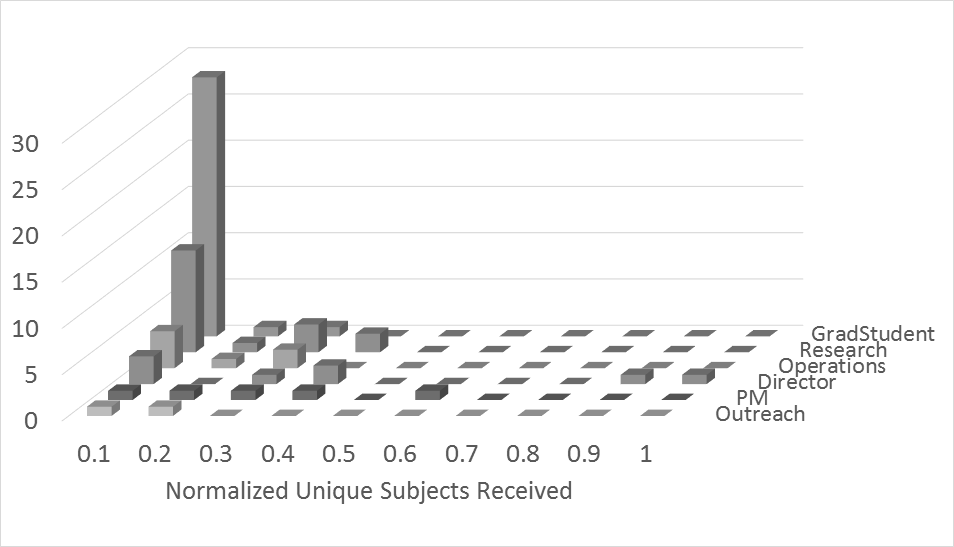 30
25
20
15
10
5
0
GradStudent
Research
Operations
Director
PM
Outreach
0.1 0.2 0.3 0.4 0.5 0.6 0.7 0.8 0.9 1
Normalized Unique Subjects Received